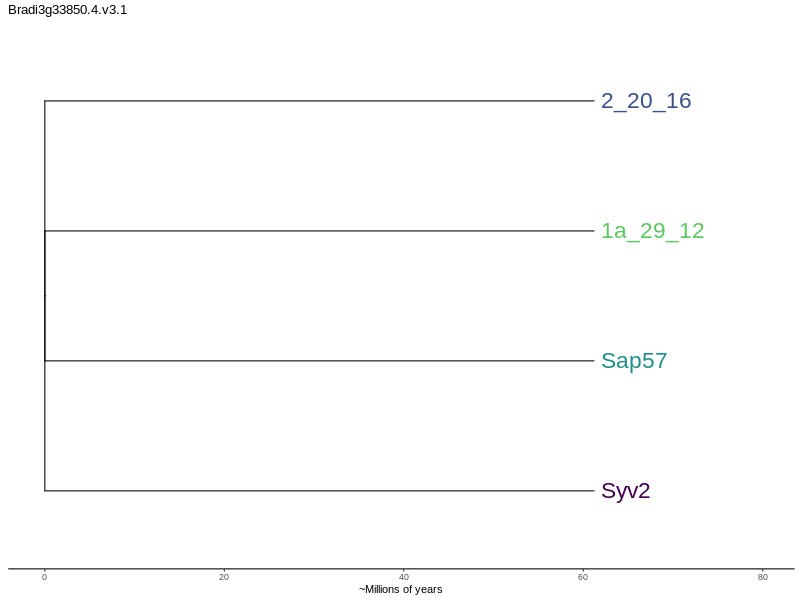 Bradi3g33850.4.v3.1
2_20_16
1a_29_12
Sap57
Syv2
0 20 40 60 80
~Millions of years